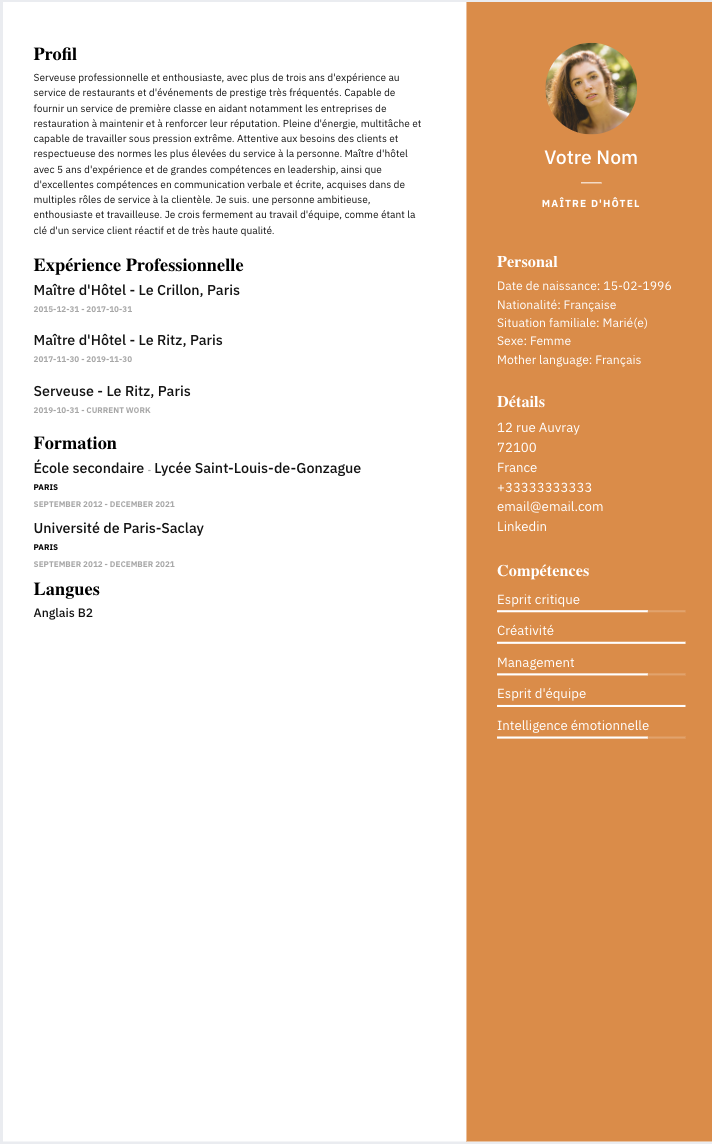 Profil
Serveuse professionnelle et enthousiaste, avec plus de trois ans d'expérience au
service de restaurants et d'événements de prestige très fréquentés. Capable de
fournir un service de première classe en aidant notamment les entreprises de
restauration à maintenir et à renforcer leur réputation. Pleine d'énergie, multitâche et
capable de travailler sous pression extrême. Attentive aux besoins des clients et
respectueuse des normes les plus élevées du service à la personne. Maître d'hôtel
avec 5 ans d'expérience et de grandes compétences en leadership, ainsi que
d'excellentes compétences en communication verbale et écrite, acquises dans de
multiples rôles de service à la clientèle. Je suis. une personne ambitieuse,
enthousiaste et travailleuse. Je crois fermement au travail d'équipe, comme étant la
clé d'un service client réactif et de très haute qualité.
Expérience Professionnelle
Maître d'Hôtel - Le Crillon, Paris
2015-12-31 - 2017-10-31
Maître d'Hôtel - Le Ritz, Paris
2017-11-30 - 2019-11-30
Serveuse - Le Ritz, Paris
2019-10-31 - CURRENT WORK
Formation
École secondaire - Lycée Saint-Louis-de-Gonzague
PARIS
SEPTEMBER 2012 - DECEMBER 2021
Université de Paris-Saclay
PARIS
SEPTEMBER 2012 - DECEMBER 2021
Langues
Anglais B2
Votre Nom
MAÎTRE D'HÔTEL
Personal
Date de naissance: 15-02-1996
Nationalité: Française
Situation familiale: Marié(e)
Sexe: Femme
Mother language: Français
Détails
12 rue Auvray
72100
France
+33333333333
email@email.com
Linkedin
Compétences
Esprit critique
Créativité
Management
Esprit d'équipe
Intelligence émotionnelle